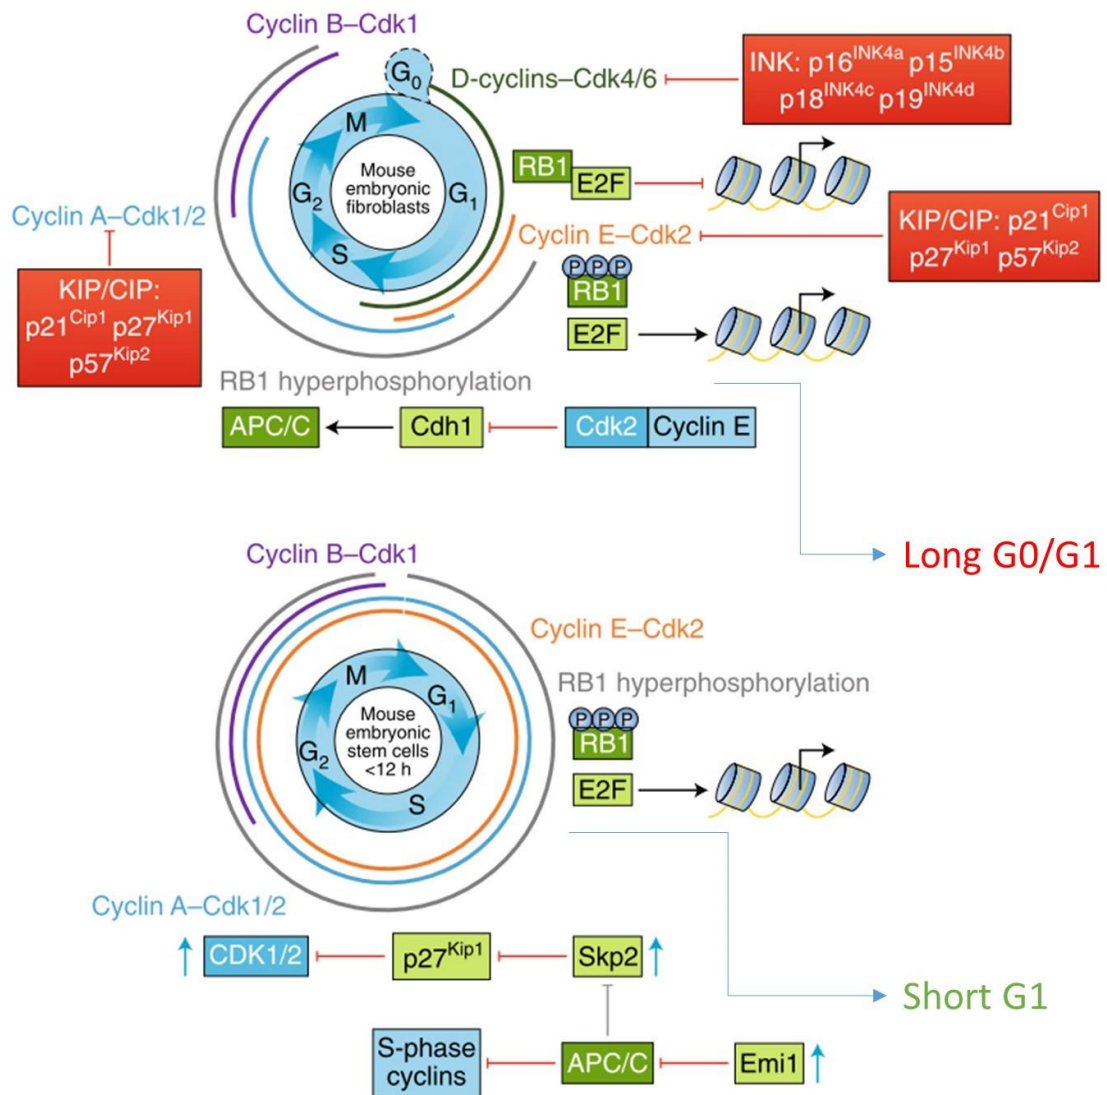 Cyclin B–Cdk1
G0
D-cyclins–Cdk4/6
INK: p16INK4a p15INK4b
p18INK4c p19INK4d
M
G1
G2
S
Mouse
embryonic
fibroblasts
RB1
E2F
Cyclin A–Cdk1/2
Cyclin E–Cdk2
KIP/CIP: p21Cip1
p27Kip1 p57Kip2
P P P
RB1
E2F
KIP/CIP:
p21Cip1 p27Kip1
p57Kip2
RB1 hyperphosphorylation
APC/C
Cdh1
Cdk2
Cyclin E
Long G0/G1
Cyclin B–Cdk1
Cyclin E–Cdk2
RB1 hyperphosphorylation
M
G1
G2
S
Mouse
embryonic
stem cells
<12 h
P P P
RB1
E2F
Cyclin A–Cdk1/2
CDK1/2
p27Kip1
Skp2
Short G1
S-phase
cyclins
APC/C
Emi1